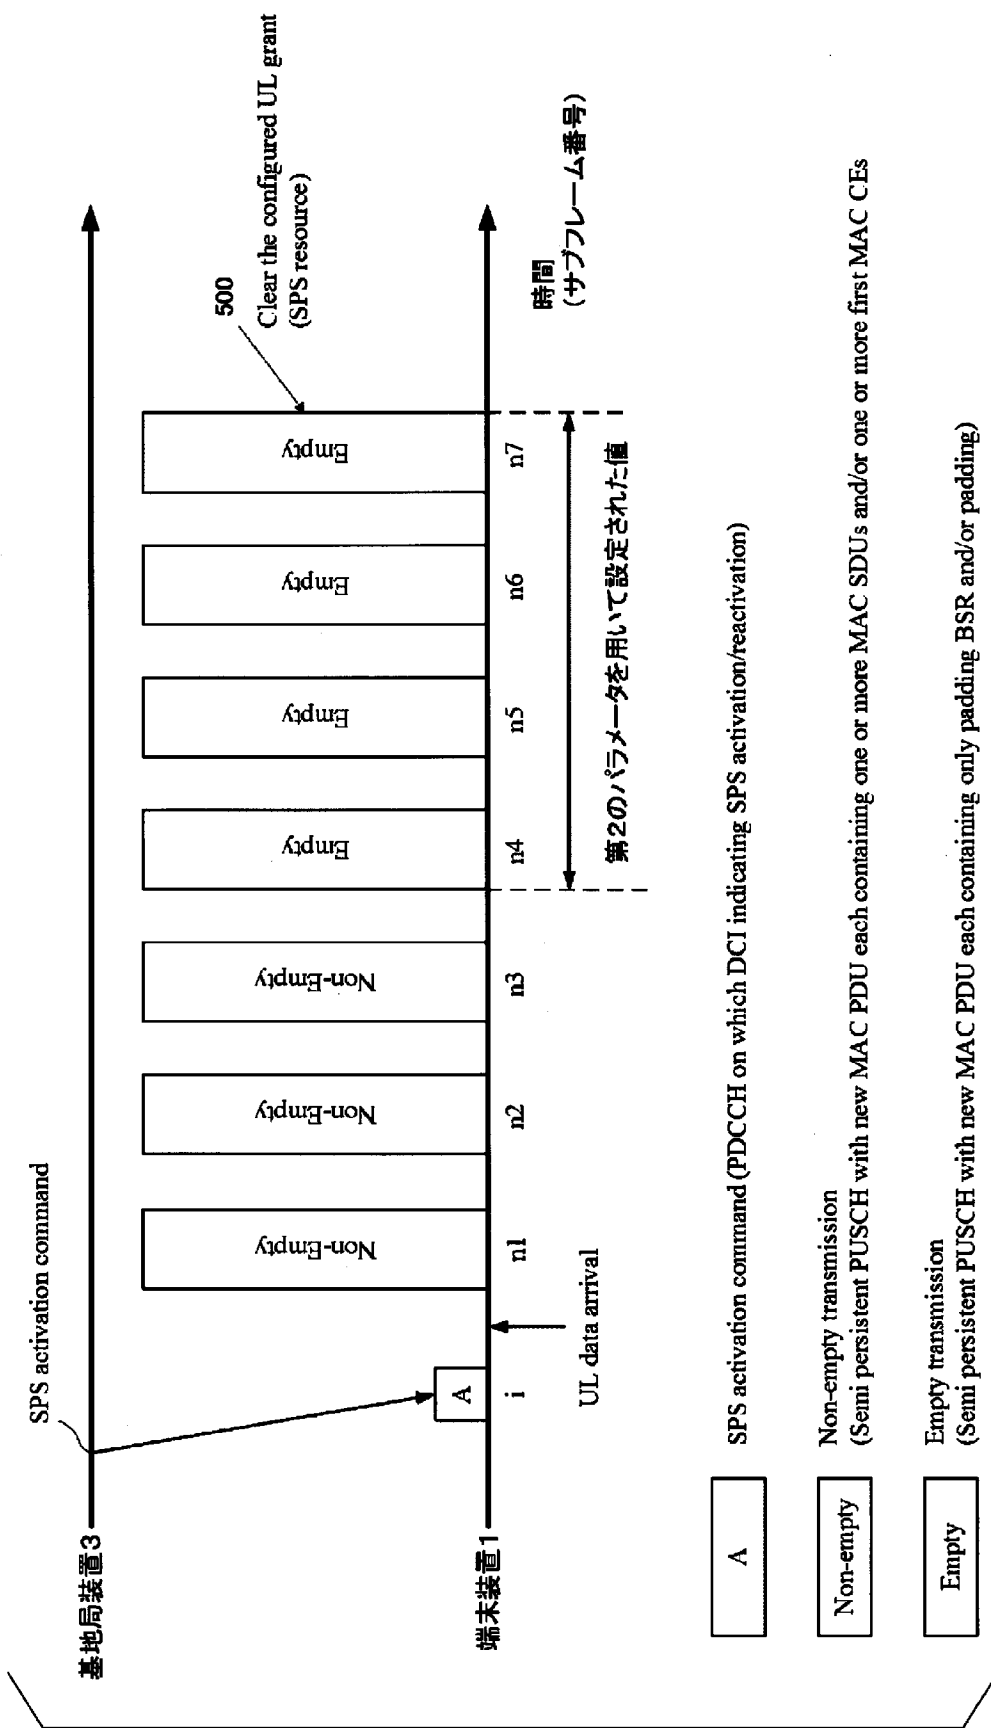 SPS activation command
基地局装置3
500
Clear the configured UL grant
(SPS resource)
Non-Empty
Non-Empty
Non-Empty
Empty
Empty
Empty
Empty
A
端末装置1
i
n1
n2
n3
n4
n5
n6
n7
時間
(サブフレーム番号)
UL data arrival
第2のパラメータを用いて設定された値
A
SPS activation command (PDCCH on which DCI indicating SPS activation/reactivation)
Non-empty
Non-empty transmission
(Semi persistent PUSCH with new MAC PDU each containing one or more MAC SDUs and/or one or more first MAC CEs
Empty
Empty transmission
(Semi persistent PUSCH with new MAC PDU each containing only padding BSR and/or padding)